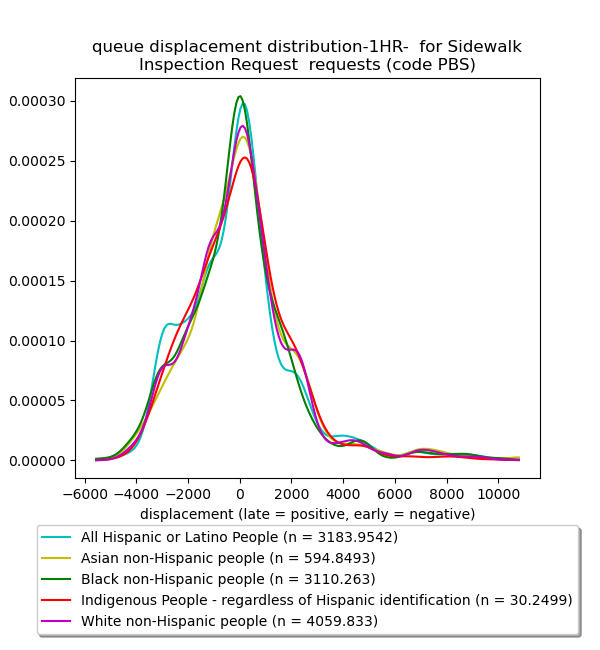 queue displacement distribution-1HR-  for Sidewalk
Inspection Request  requests (code PBS)
0.00030
0.00025
0.00020
0.00015
0.00010
0.00005
0.00000
−6000 −4000 −2000 0 2000 4000 6000 8000 10000
displacement (late = positive, early = negative)
All Hispanic or Latino People (n = 3183.9542)
Asian non-Hispanic people (n = 594.8493)
Black non-Hispanic people (n = 3110.263)
Indigenous People - regardless of Hispanic identification (n = 30.2499)
White non-Hispanic people (n = 4059.833)